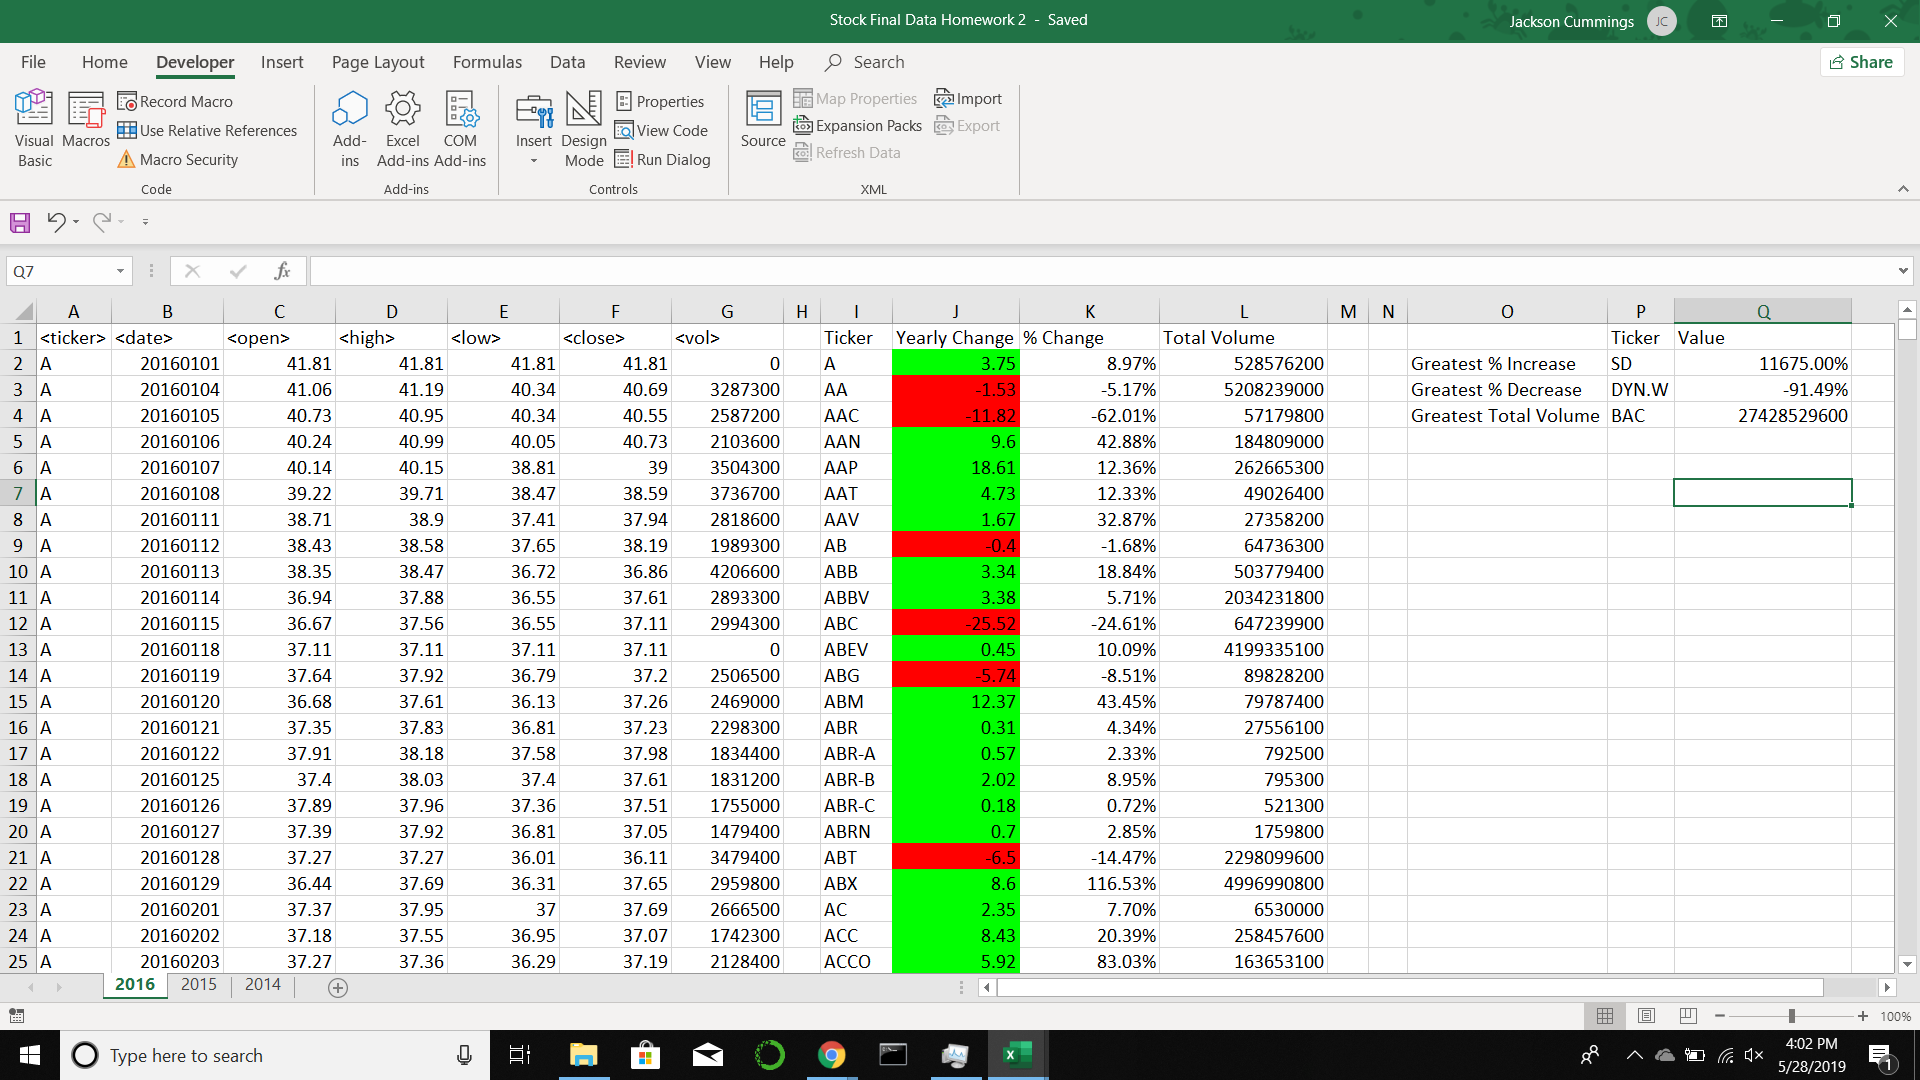 Stock Final Data Homework 2 - Saved
Jackson Cummings JC
File Home Developer Insert Page Layout Formulas Data Review View Help Search Share
Visual Basic
Macros
Record Macro
Use Relative References
Macro Security
Code
Add-ins
Excel Add-ins
COM Add-ins
Add-ins
Insert
Design Mode
Properties
View Code
Run Dialog
Controls
Source
Map Properties
Expansion Packs
Refresh Data
Import
Export
XML
Q7 fx
A B C D E F G H I J K L M N O P Q
1 <ticker> <date> <open> <high> <low> <close> <vol> Ticker Yearly Change % Change Total Volume Ticker Value
2 A 20160101 41.81 41.81 41.81 41.81 0 A 3.75 8.97% 528576200 Greatest % Increase SD 11675.00%
3 A 20160104 41.06 41.19 40.34 40.69 3287300 AA -1.53 -5.17% 5208239000 Greatest % Decrease DYN.W -91.49%
4 A 20160105 40.73 40.95 40.34 40.55 2587200 AAC -11.82 -62.01% 57179800 Greatest Total Volume BAC 27428529600
5 A 20160106 40.24 40.99 40.05 40.73 2103600 AAN 9.6 42.88% 184809000
6 A 20160107 40.14 40.15 38.81 39 3504300 AAP 18.61 12.36% 262665300
7 A 20160108 39.22 39.71 38.47 38.59 3736700 AAT 4.73 12.33% 49026400
8 A 20160111 38.71 38.9 37.41 37.94 2818600 AAV 1.67 32.87% 27358200
9 A 20160112 38.43 38.58 37.65 38.19 1989300 AB -0.4 -1.68% 64736300
10 A 20160113 38.35 38.47 36.72 36.86 4206600 ABB 3.34 18.84% 503779400
11 A 20160114 36.94 37.88 36.55 37.61 2893300 ABBV 3.38 5.71% 2034231800
12 A 20160115 36.67 37.56 36.55 37.11 2994300 ABC -25.52 -24.61% 647239900
13 A 20160118 37.11 37.11 37.11 37.11 0 ABEV 0.45 10.09% 4199335100
14 A 20160119 37.64 37.92 36.79 37.2 2506500 ABG -5.74 -8.51% 89828200
15 A 20160120 36.68 37.61 36.13 37.26 2469000 ABM 12.37 43.45% 79787400
16 A 20160121 37.35 37.83 36.81 37.23 2298300 ABR 0.31 4.34% 27556100
17 A 20160122 37.91 38.18 37.58 37.98 1834400 ABR-A 0.57 2.33% 792500
18 A 20160125 37.4 38.03 37.4 37.61 1831200 ABR-B 2.02 8.95% 795300
19 A 20160126 37.89 37.96 37.36 37.51 1755000 ABR-C 0.18 0.72% 521300
20 A 20160127 37.39 37.92 36.81 37.05 1479400 ABRN 0.7 2.85% 1759800
21 A 20160128 37.27 37.27 36.01 36.11 3479400 ABT -6.5 -14.47% 2298099600
22 A 20160129 36.44 37.69 36.31 37.65 2959800 ABX 8.6 116.53% 4996990800
23 A 20160201 37.37 37.95 37 37.69 2666500 AC 2.35 7.70% 6530000
24 A 20160202 37.18 37.55 36.95 37.07 1742300 ACC 8.43 20.39% 258457600
25 A 20160203 37.27 37.36 36.29 37.19 2128400 ACCO 5.92 83.03% 163653100
2016 2015 2014
100%
Type here to search
4:02 PM
5/28/2019
1